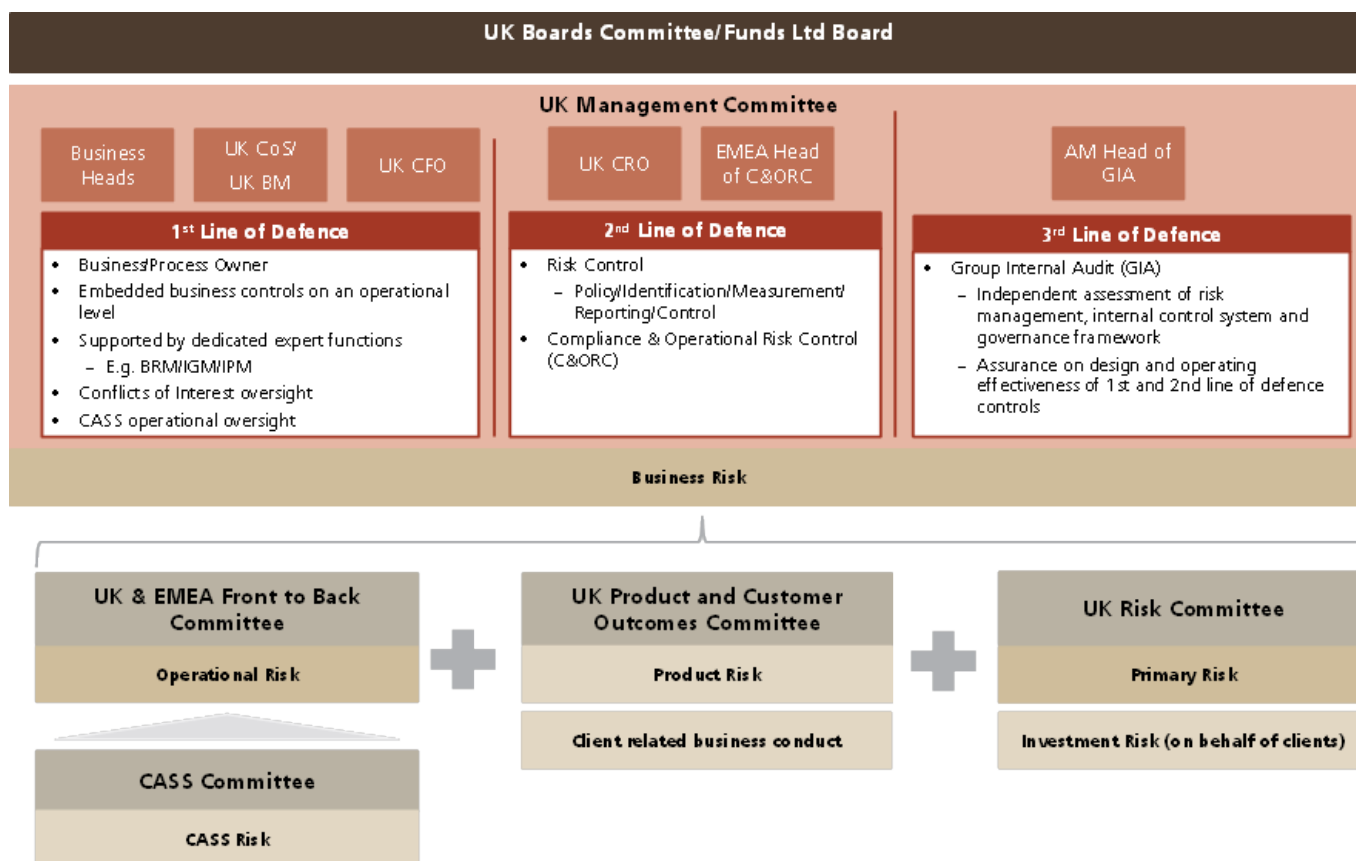 UK Boards Committee/Funds Ltd Board
UK Management Committee
Business
Heads
UK CoS/
UK BM
UK CFO
UK CRO
EMEA Head
of C&ORC
AM Head of
GIA
1st Line of Defence
• Business/Process Owner
• Embedded business controls on an operational
level
• Supported by dedicated expert functions
– E.g. BRM/IGM/IPM
• Conflicts of Interest oversight
• CASS operational oversight
2nd Line of Defence
• Risk Control
– Policy/Identification/Measurement/
Reporting/Control
• Compliance & Operational Risk Control
(C&ORC)
3rd Line of Defence
• Group Internal Audit (GIA)
– Independent assessment of risk
management, internal control system and
governance framework
– Assurance on design and operating
effectiveness of 1st and 2nd line of defence
controls
Business Risk
UK & EMEA Front to Back
Committee
Operational Risk
CASS Committee
CASS Risk
UK Product and Customer
Outcomes Committee
Product Risk
Client related business conduct
UK Risk Committee
Primary Risk
Investment Risk (on behalf of clients)